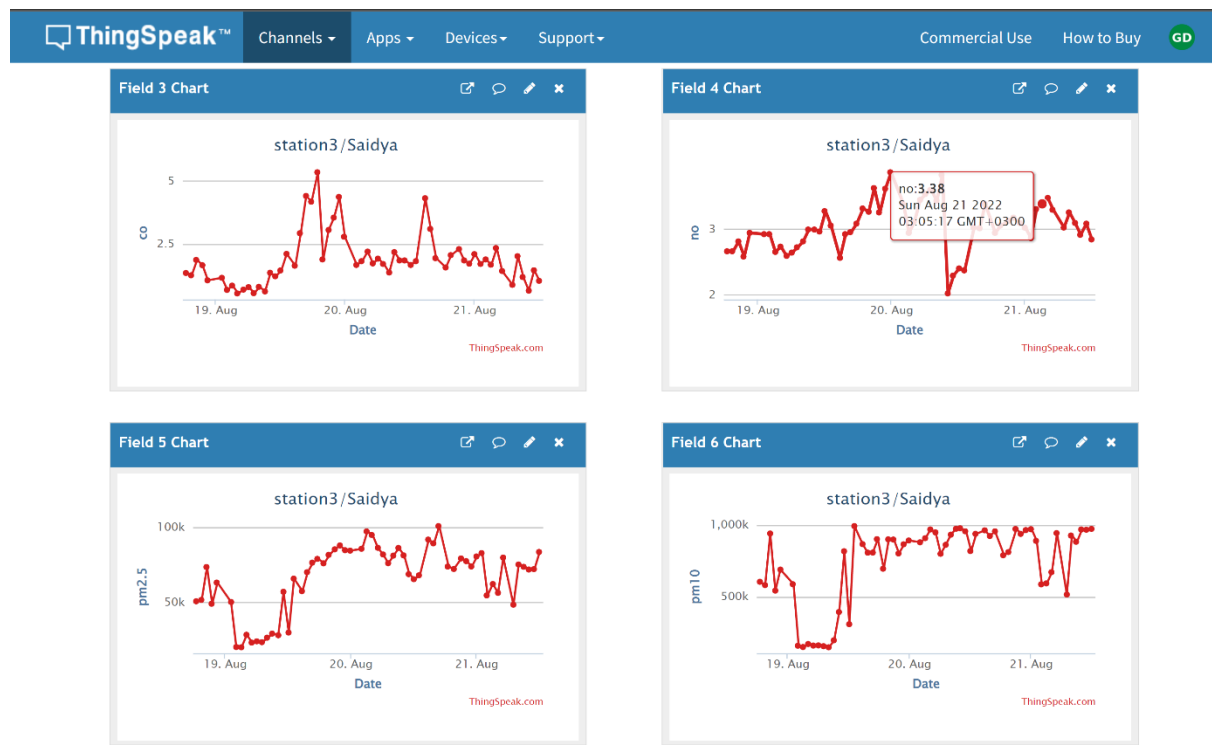 ThingSpeak™ Channels Apps Devices Support Commercial Use How to Buy GD
Field 3 Chart
station3/Saidya
5
2.5
co
19. Aug 20. Aug 21. Aug
Date
ThingSpeak.com
Field 4 Chart
station3/Saidya
no:3.38
Sun Aug 21 2022
03:05:17 GMT+0300
3
2
no
19. Aug 20. Aug 21. Aug
Date
ThingSpeak.com
Field 5 Chart
station3/Saidya
100k
50k
pm2.5
19. Aug 20. Aug 21. Aug
Date
ThingSpeak.com
Field 6 Chart
station3/Saidya
1,000k
500k
pm10
19. Aug 20. Aug 21. Aug
Date
ThingSpeak.com